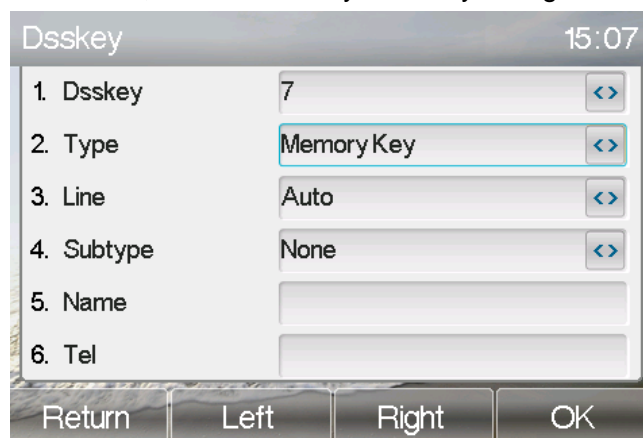 Dsskey 15:07
1. Dsskey 7 <>
2. Type Memory Key <>
3. Line Auto <>
4. Subtype None <>
5. Name
6. Tel
Return Left Right OK